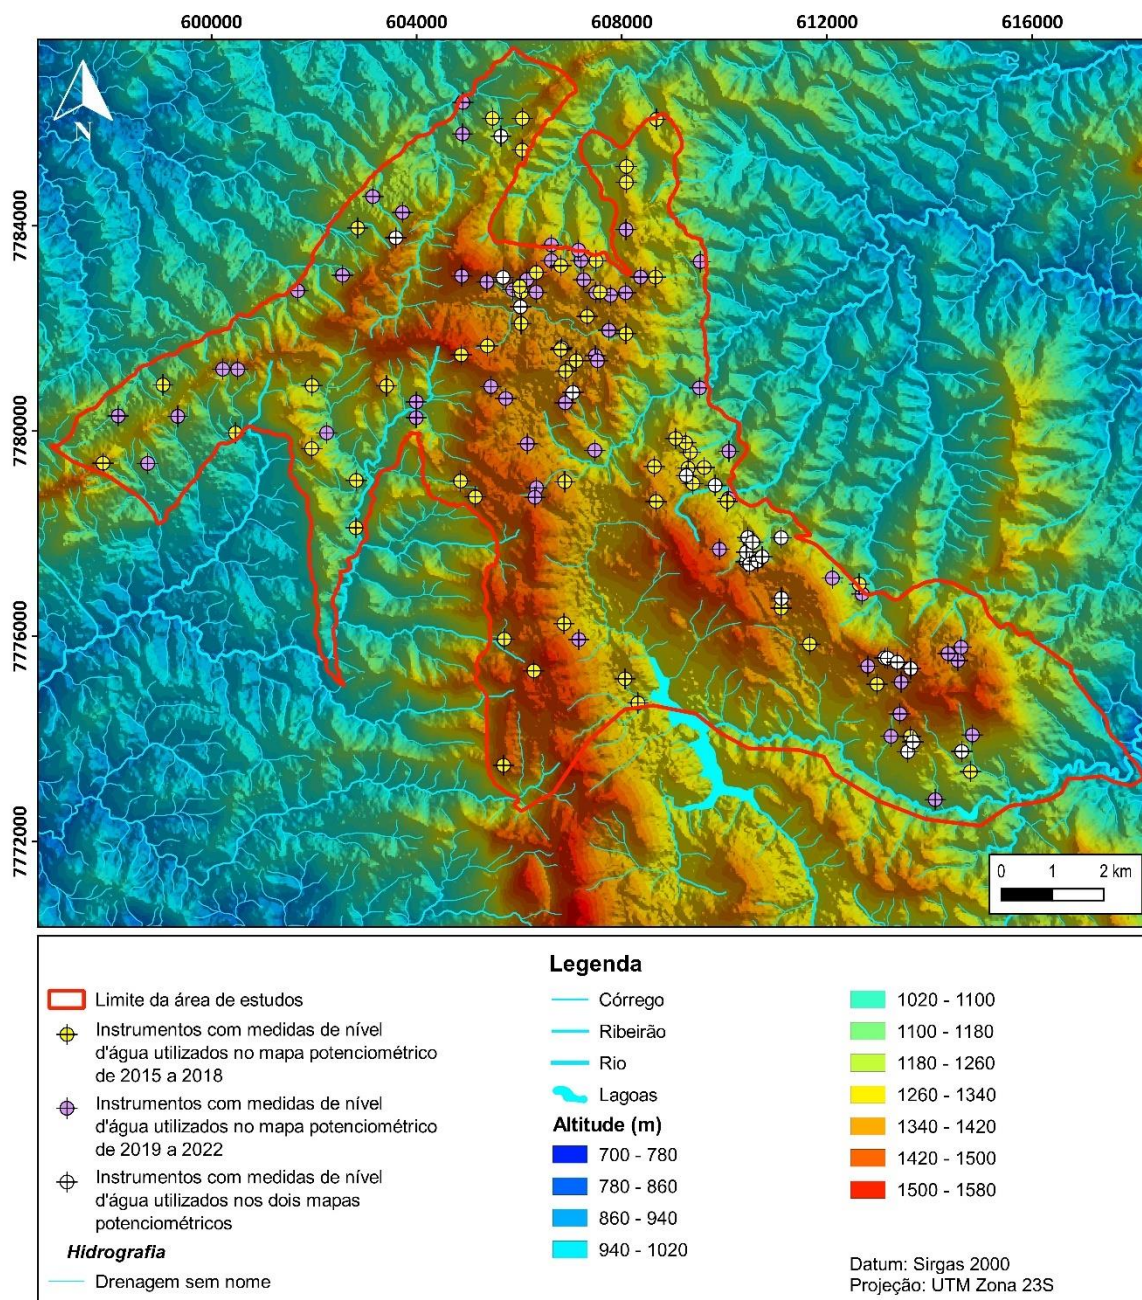 600000
604000
608000
612000
616000
N
7784000
7780000
7776000
7772000
0 1 2 km
Legenda
Limite da área de estudos
Instrumentos com medidas de nível
d'água utilizados no mapa potenciométrico
de 2015 a 2018
Instrumentos com medidas de nível
d'água utilizados no mapa potenciométrico
de 2019 a 2022
Instrumentos com medidas de nível
d'água utilizados nos dois mapas
potenciométricos
Hidrografia
Drenagem sem nome
Córrego
Ribeirão
Rio
Lagoas
Altitude (m)
700 - 780
780 - 860
860 - 940
940 - 1020
1020 - 1100
1100 - 1180
1180 - 1260
1260 - 1340
1340 - 1420
1420 - 1500
1500 - 1580
Datum: Sirgas 2000
Projeção: UTM Zona 23S